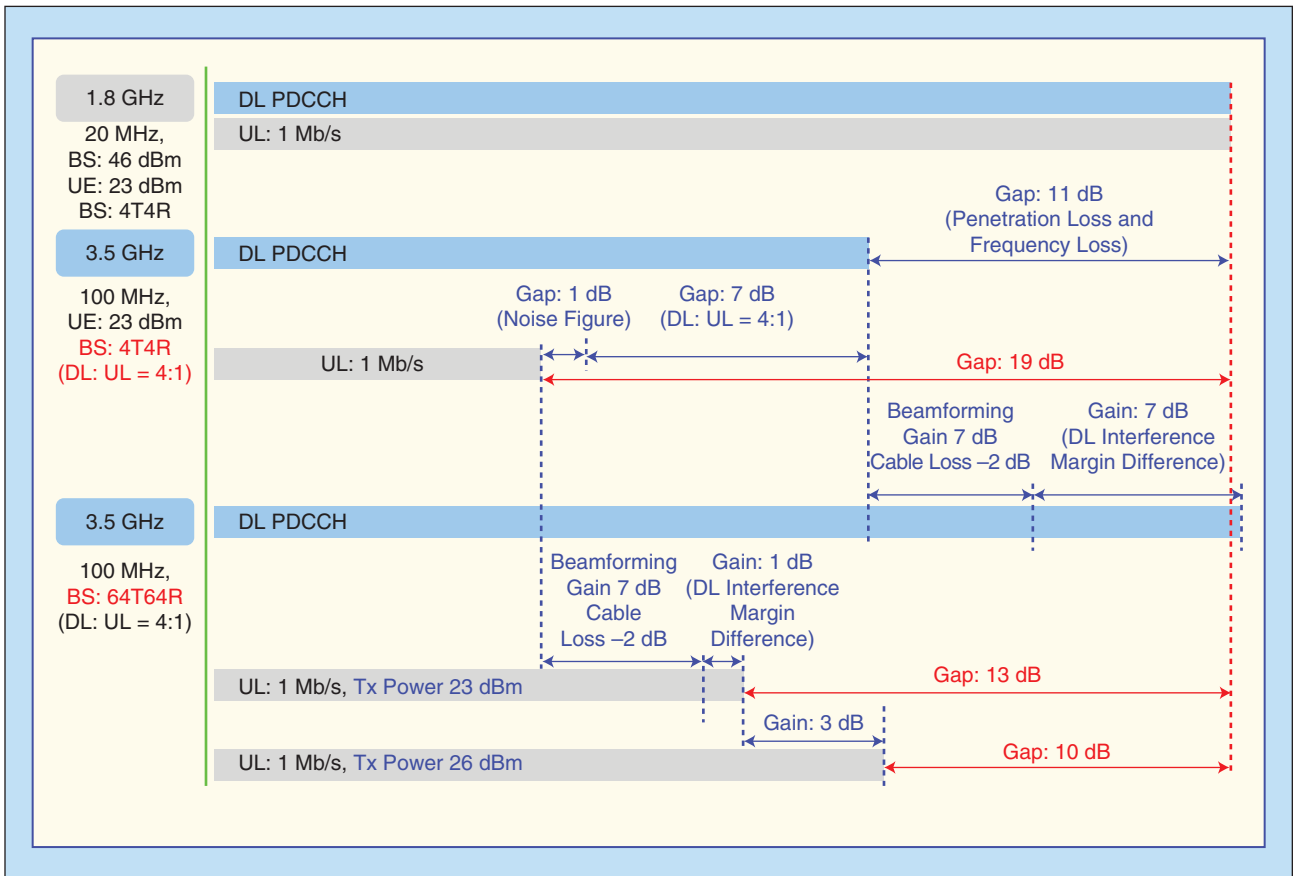 1.8 GHz
DL PDCCH
20 MHz,
BS: 46 dBm
UE: 23 dBm
BS: 4T4R
UL: 1 Mb/s
Gap: 11 dB
(Penetration Loss and
Frequency Loss)
3.5 GHz
DL PDCCH
100 MHz,
UE: 23 dBm
BS: 4T4R
(DL: UL = 4:1)
Gap: 1 dB
(Noise Figure)
Gap: 7 dB
(DL: UL = 4:1)
UL: 1 Mb/s
Gap: 19 dB
Beamforming
Gain 7 dB
Cable Loss –2 dB
Gain: 7 dB
(DL Interference
Margin Difference)
3.5 GHz
DL PDCCH
100 MHz,
BS: 64T64R
(DL: UL = 4:1)
Beamforming
Gain 7 dB
Cable
Loss –2 dB
Gain: 1 dB
(DL Interference
Margin
Difference)
UL: 1 Mb/s, Tx Power 23 dBm
Gap: 13 dB
Gain: 3 dB
UL: 1 Mb/s, Tx Power 26 dBm
Gap: 10 dB